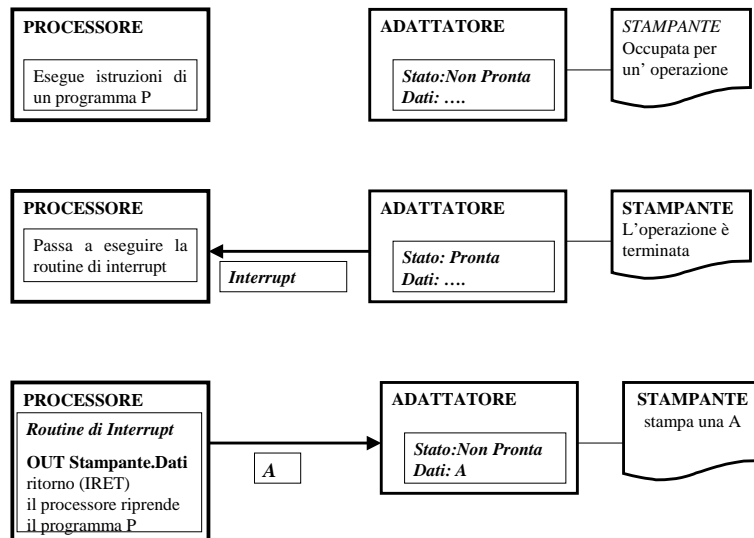 PROCESSORE
Esegue istruzioni di
un programma P
ADATTATORE
Stato:Non Pronta
Dati: ….
STAMPANTE
Occupata per
un’ operazione
PROCESSORE
Passa a eseguire la
routine di interrupt
Interrupt
ADATTATORE
Stato: Pronta
Dati: ….
STAMPANTE
L’operazione è
terminata
PROCESSORE
Routine di Interrupt
OUT Stampante.Dati
ritorno (IRET)
il processore riprende
il programma P
A
ADATTATORE
Stato:Non Pronta
Dati: A
STAMPANTE
stampa una A